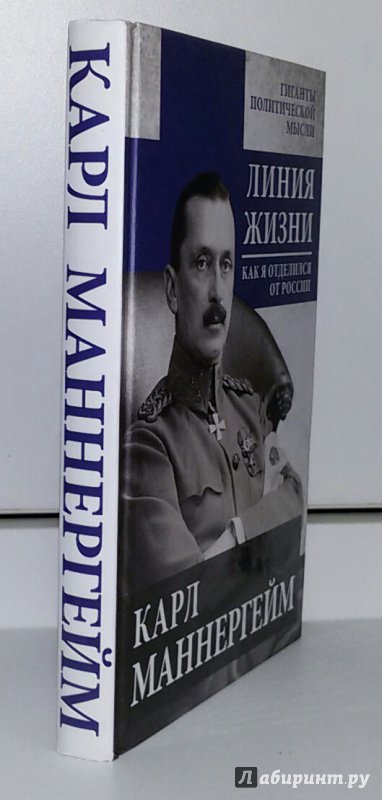 КАРЛ МАННЕРГЕЙМ
ГИГАНТЫ
ПОЛИТИЧЕСКОЙ
МЫСЛИ
ЛИНИЯ
ЖИЗНИ
КАК Я ОТДЕЛИЛСЯ
ОТ РОССИИ
КАРЛ
МАННЕРГЕЙМ
Лабиринт.ру